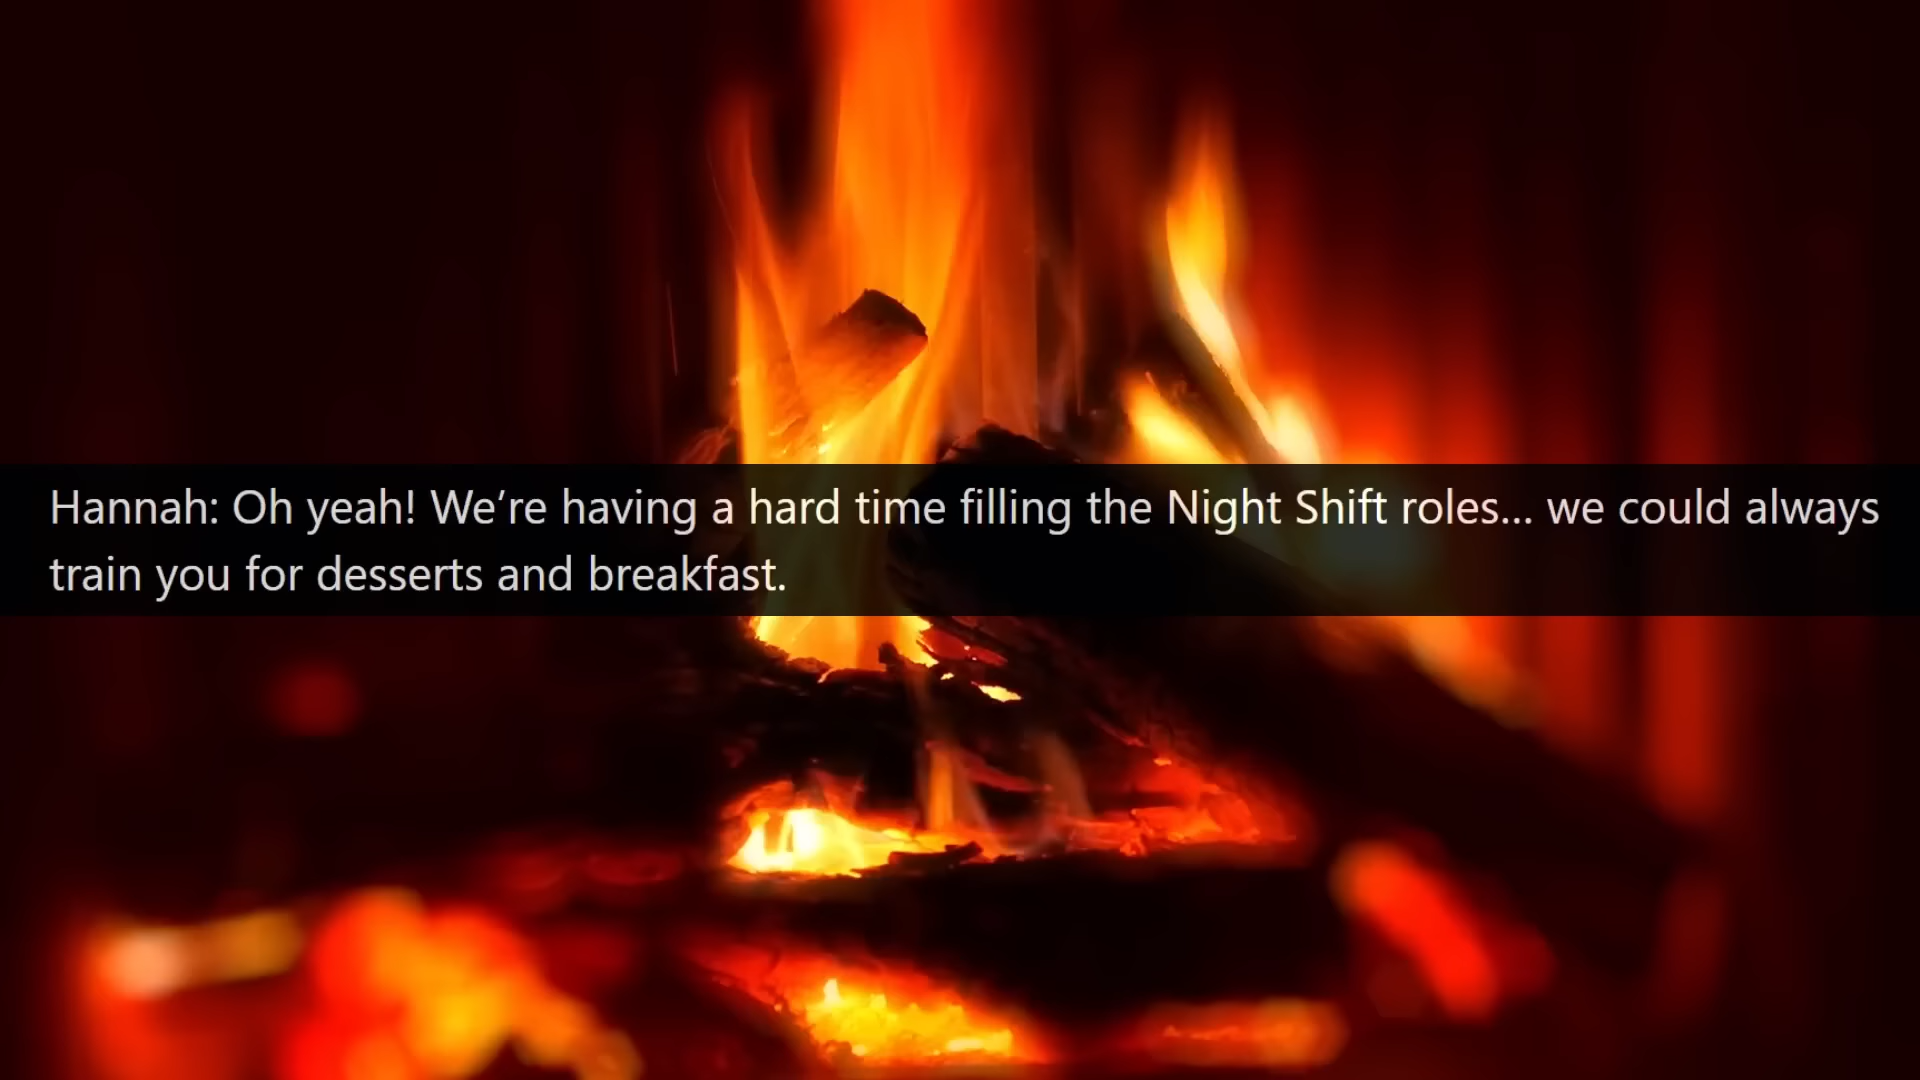 Hannah: Oh yeah! We’re having a hard time filling the Night Shift roles... we could always
train you for desserts and breakfast.